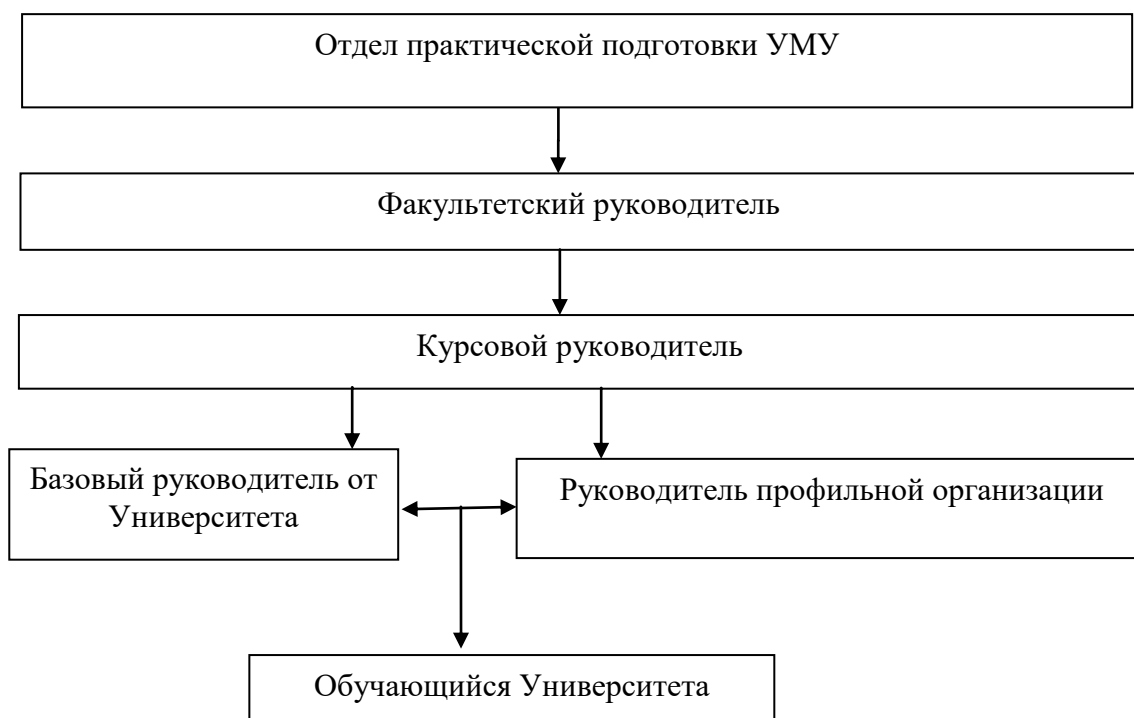 Отдел практической подготовки УМУ
Факультетский руководитель
Курсовой руководитель
Базовый руководитель от
Университета
Руководитель профильной организации
Обучающийся Университета